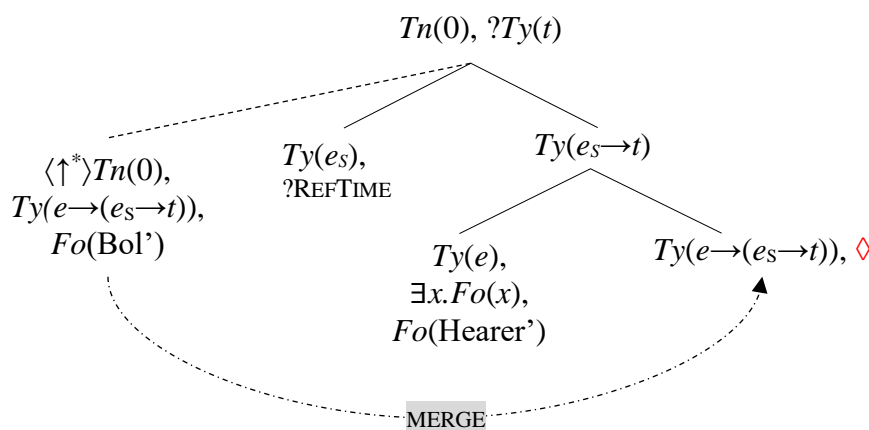 Tn(0), ?Ty(t)
⟨↑*⟩Tn(0),
Ty(e→(eS→t)),
Fo(Bol’)
Ty(eS),
?REFTIME
Ty(eS→t)
Ty(e),
∃x.Fo(x),
Fo(Hearer’)
Ty(e→(eS→t)), ◊
MERGE